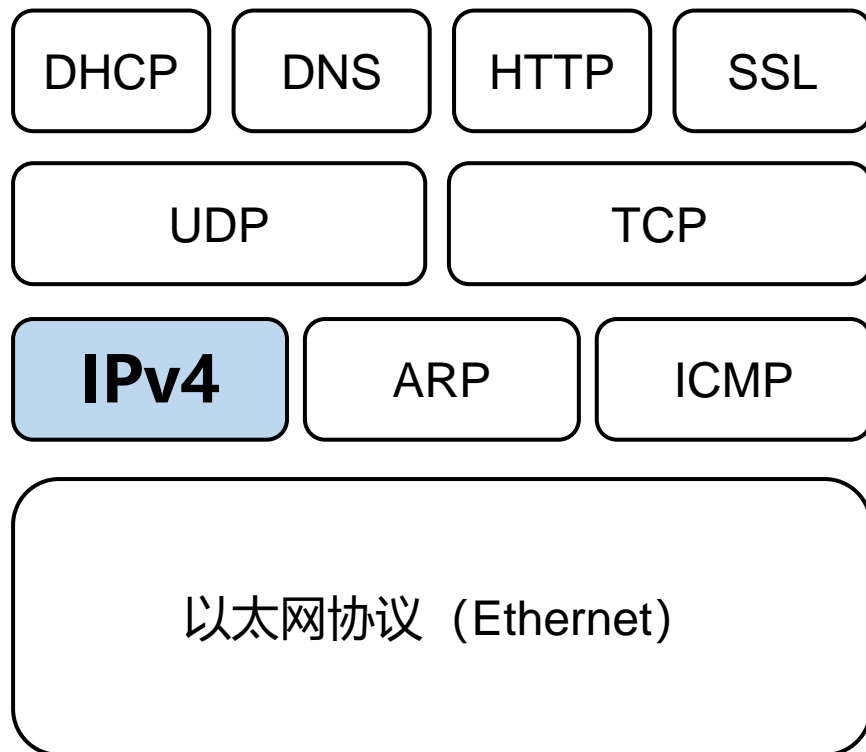 DHCP DNS HTTP SSL
UDP TCP
IPv4 ARP ICMP
以太网协议（Ethernet）